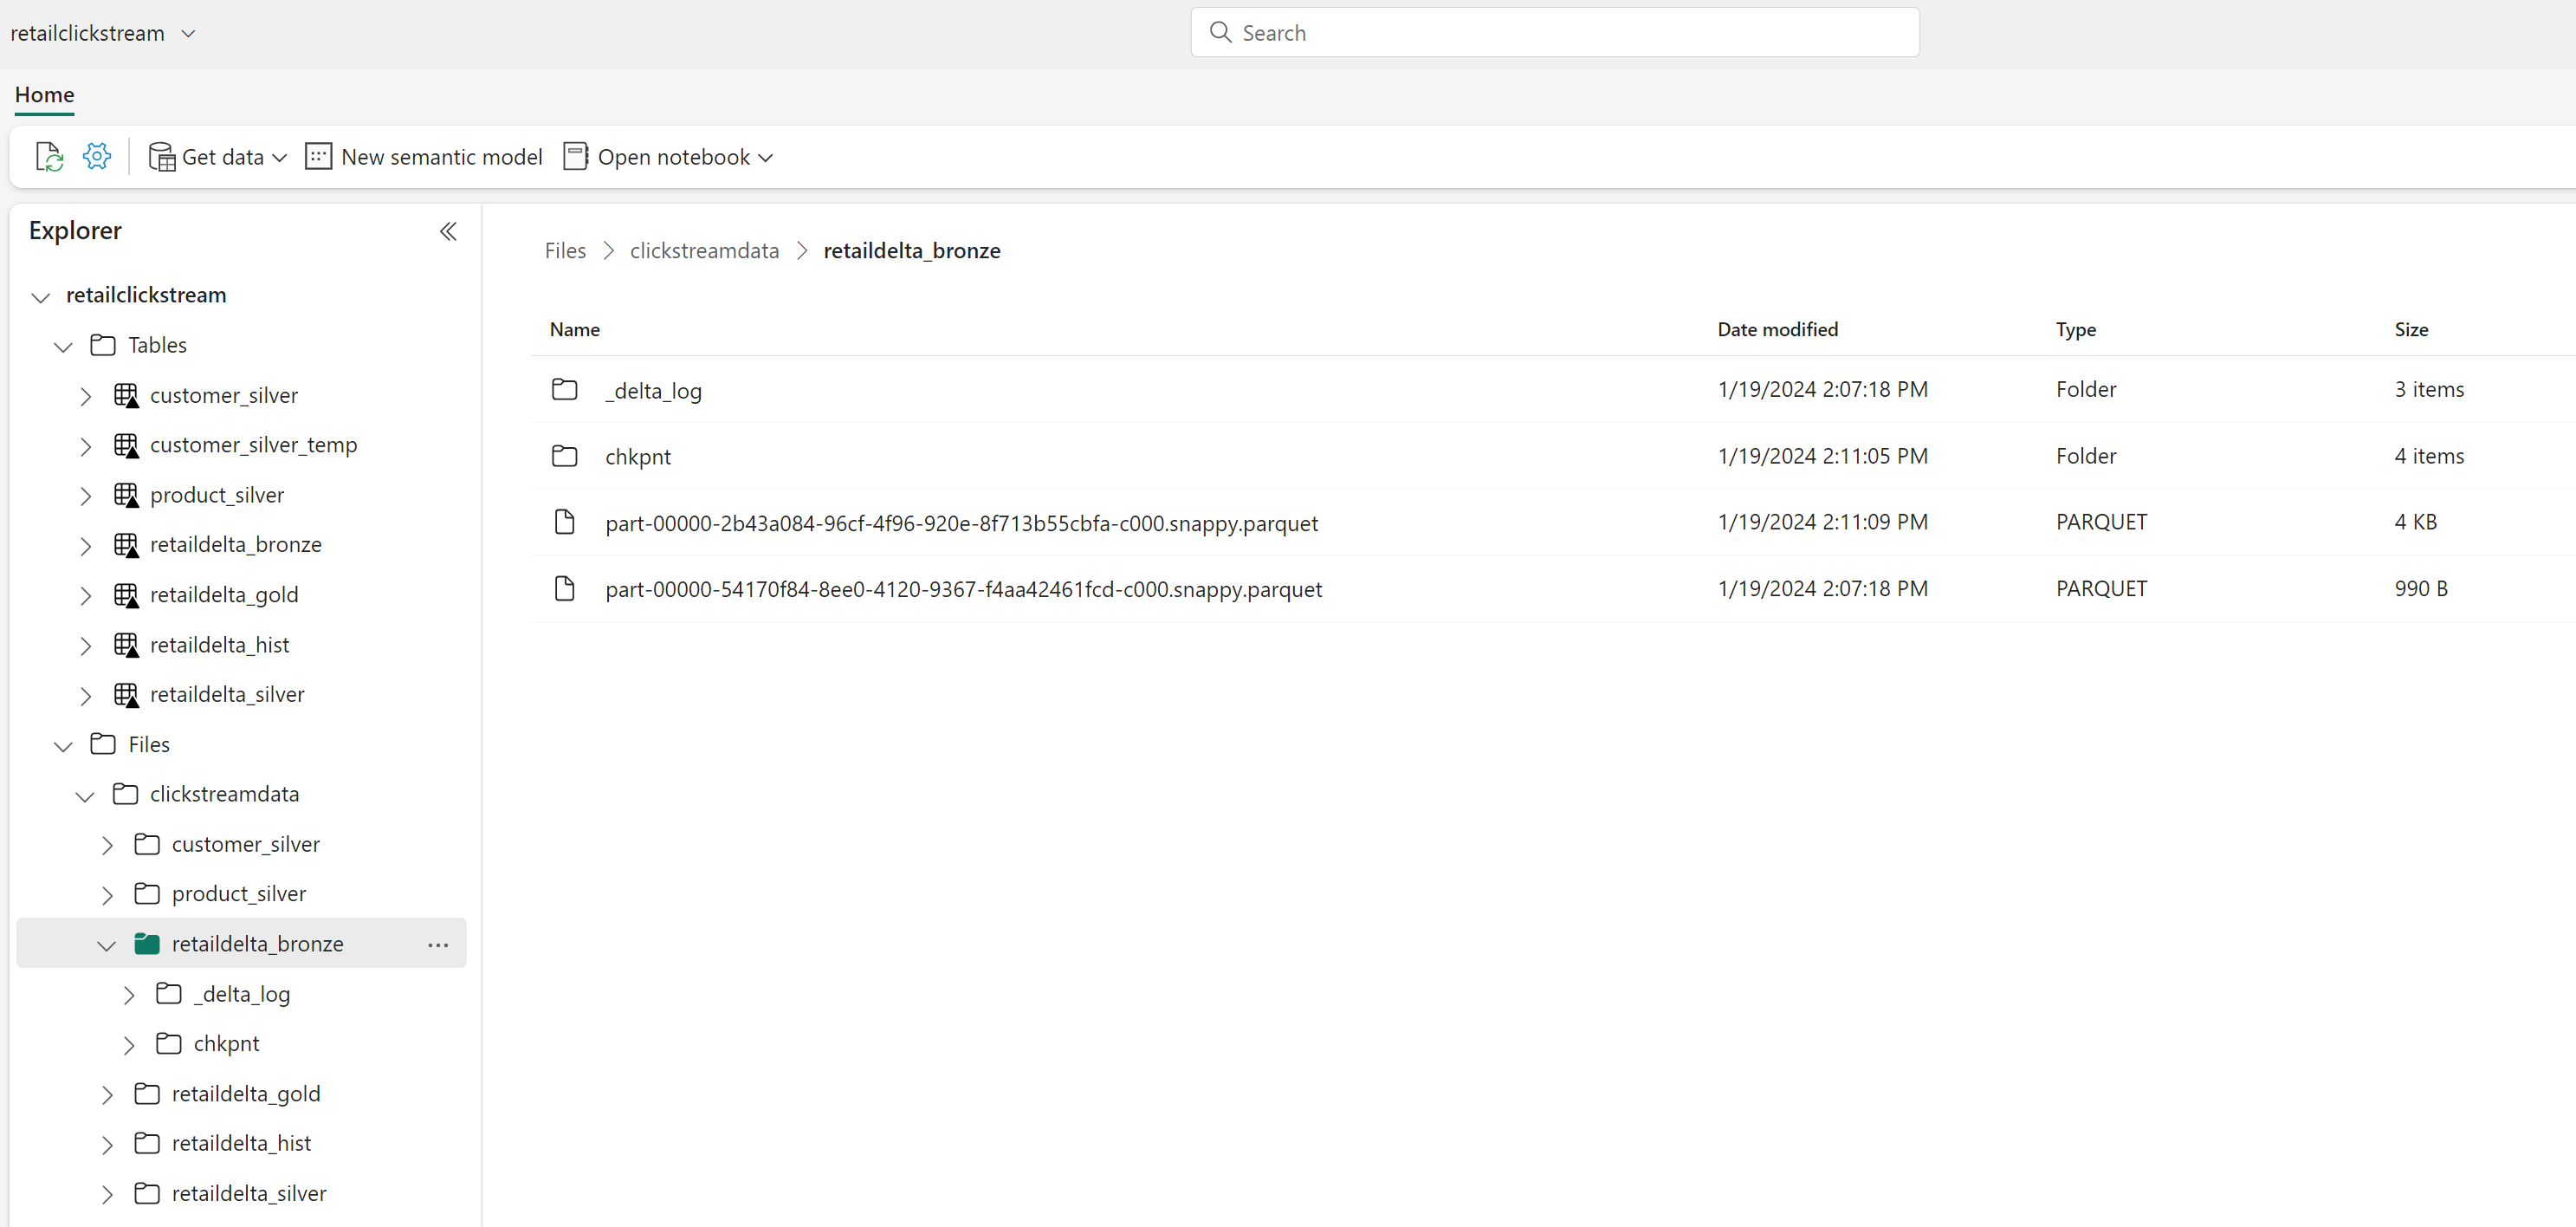 retailclickstream
Search
Home
Get data
New semantic model
Open notebook
Explorer
retailclickstream
Tables
customer_silver
customer_silver_temp
product_silver
retaildelta_bronze
retaildelta_gold
retaildelta_hist
retaildelta_silver
Files
clickstreamdata
customer_silver
product_silver
retaildelta_bronze
_delta_log
chkpnt
retaildelta_gold
retaildelta_hist
retaildelta_silver
Files > clickstreamdata > retaildelta_bronze
Name Date modified Type Size
_delta_log 1/19/2024 2:07:18 PM Folder 3 items
chkpnt 1/19/2024 2:11:05 PM Folder 4 items
part-00000-2b43a084-96cf-4f96-920e-8f713b55cbfa-c000.snappy.parquet 1/19/2024 2:11:09 PM PARQUET 4 KB
part-00000-54170f84-8ee0-4120-9367-f4aa42461fcd-c000.snappy.parquet 1/19/2024 2:07:18 PM PARQUET 990 B